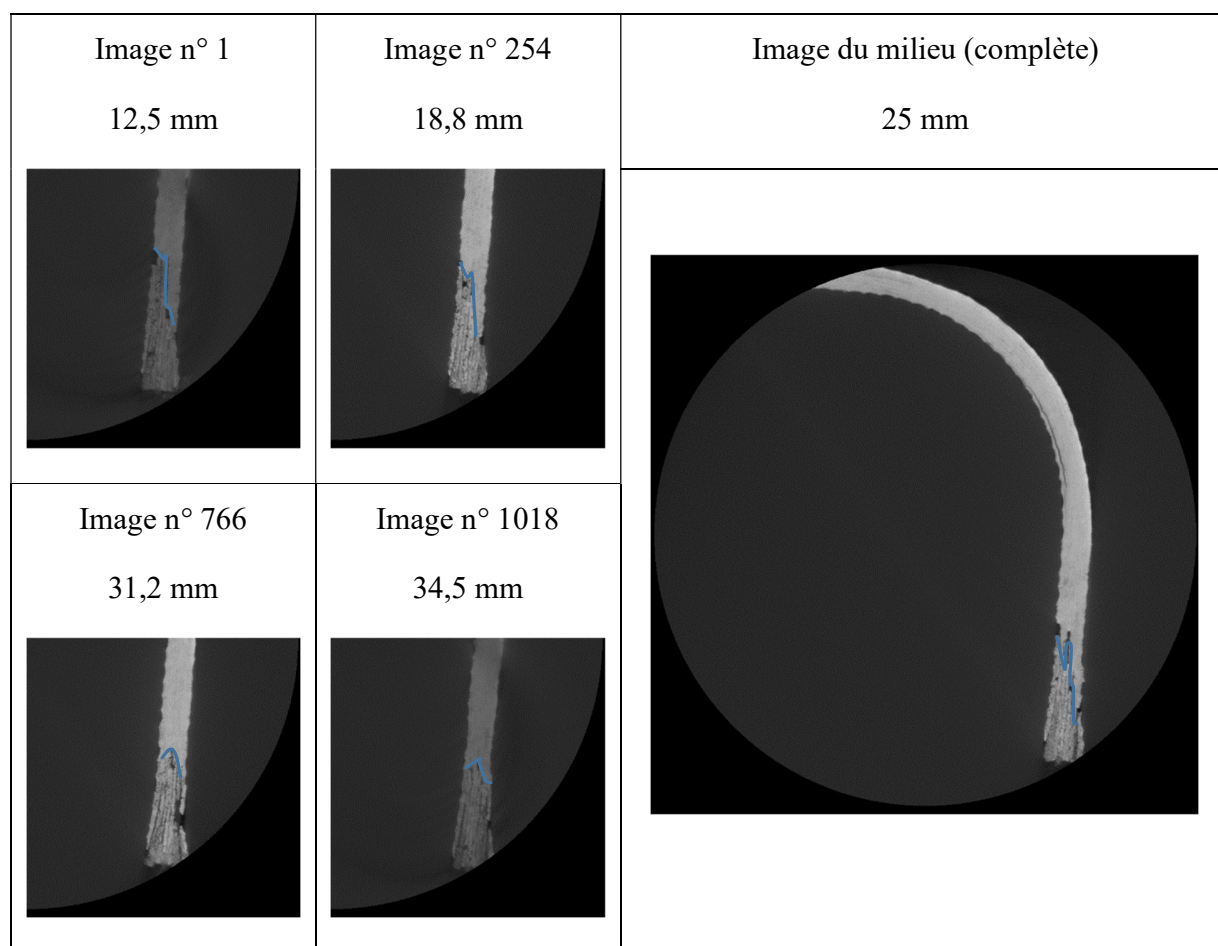 Image n° 1
12,5 mm
Image n° 254
18,8 mm
Image du milieu (complète)
25 mm
Image n° 766
31,2 mm
Image n° 1018
34,5 mm